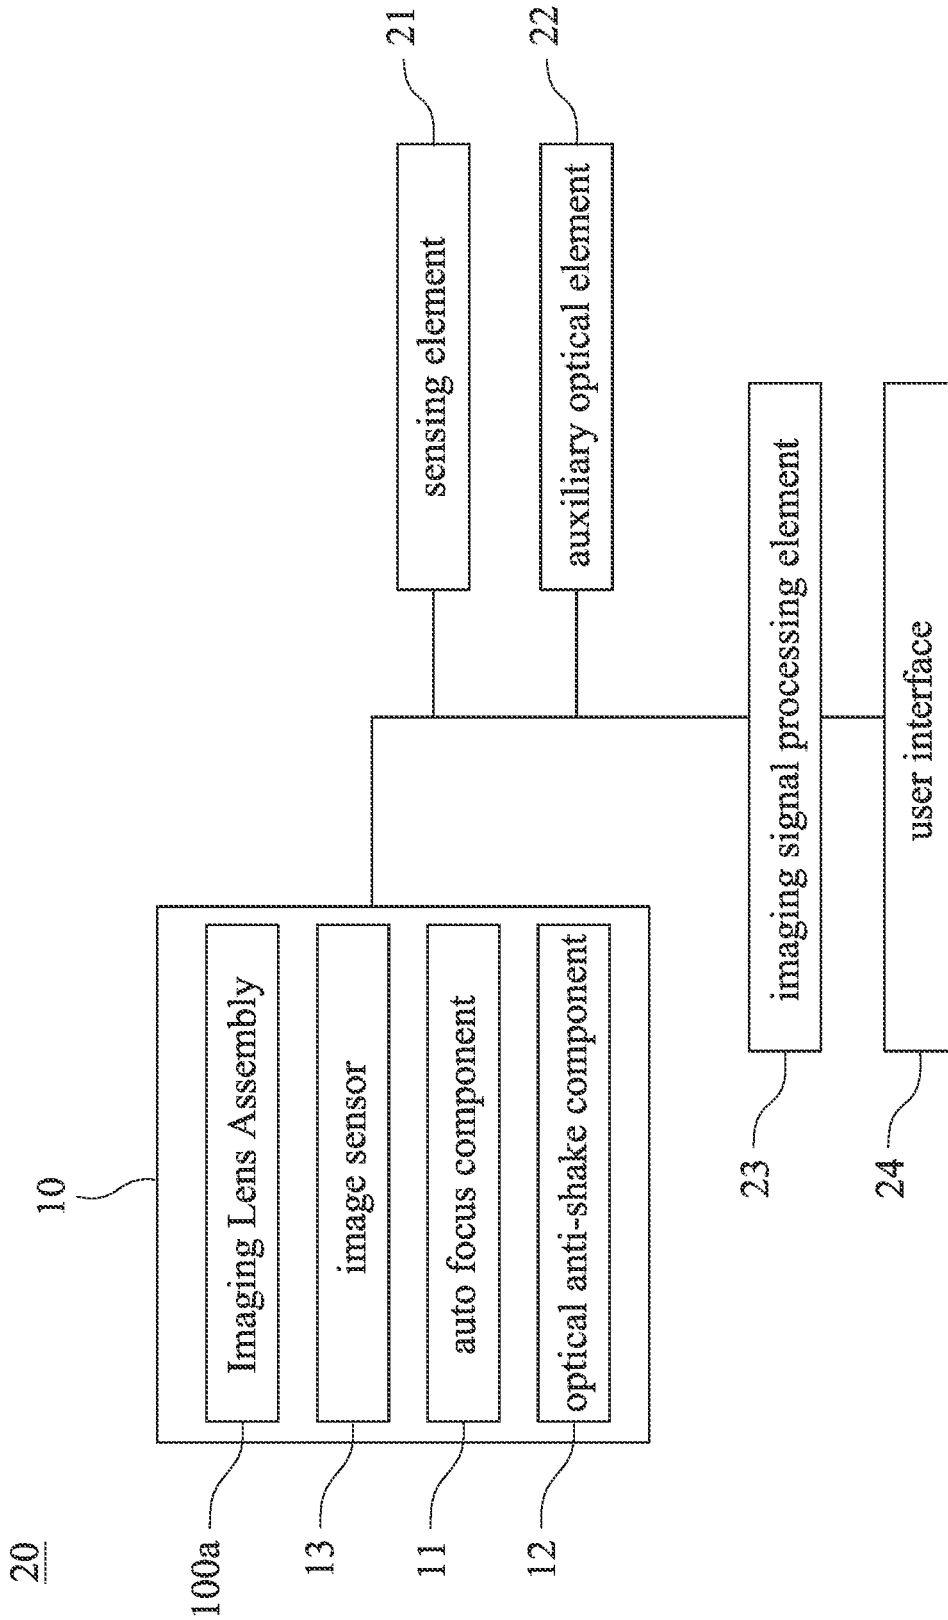 20
10
100a
Imaging Lens Assembly
13
image sensor
11
auto focus component
12
optical anti-shake component
sensing element
21
auxiliary optical element
22
imaging signal processing element
23
user interface
24